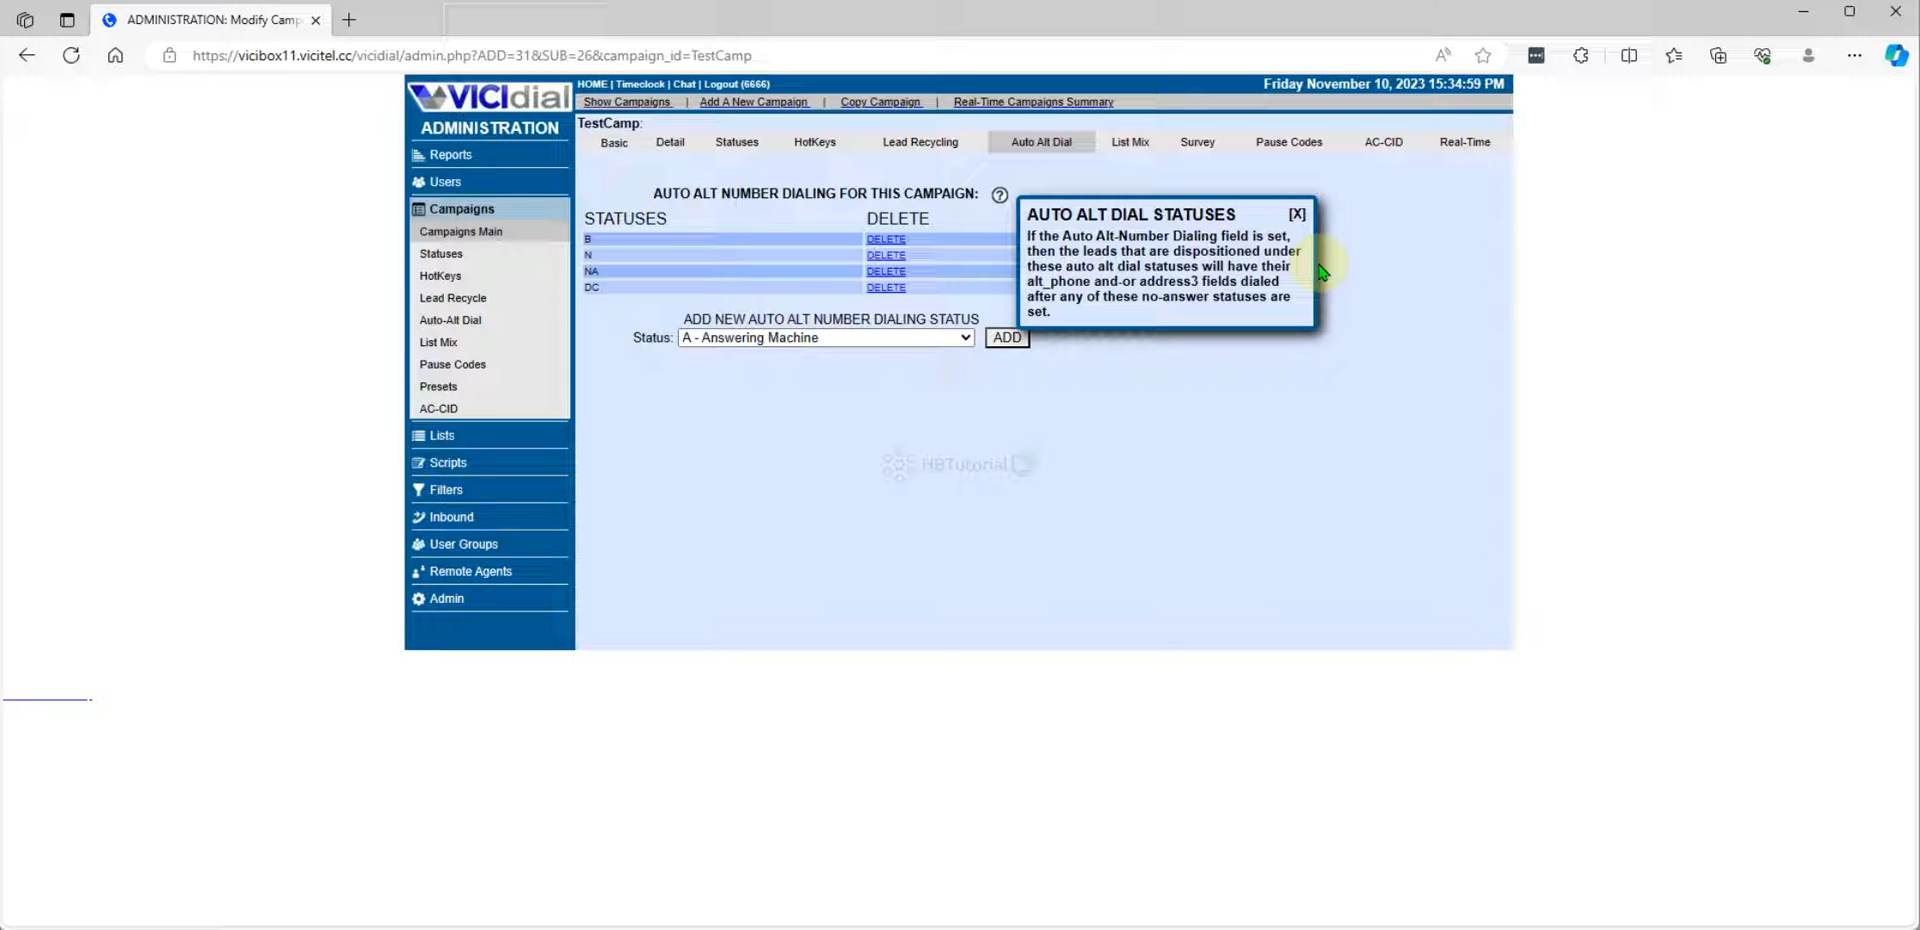 ADMINISTRATION: Modify Camp
https://vicibox11.vicitel.cc/vicidial/admin.php?ADD=31&SUB=26&campaign_id=TestCamp
VICIdial
HOME | Timeclock | Chat | Logout (6666)
Friday November 10, 2023 15:34:59 PM
Show Campaigns | Add A New Campaign | Copy Campaign | Real-Time Campaigns Summary
ADMINISTRATION
TestCamp:
Basic Detail Statuses HotKeys Lead Recycling Auto Alt Dial List Mix Survey Pause Codes AC-CID Real-Time
Reports
Users
Campaigns
Campaigns Main
Statuses
HotKeys
Lead Recycle
Auto-Alt Dial
List Mix
Pause Codes
Presets
AC-CID
Lists
Scripts
Filters
Inbound
User Groups
Remote Agents
Admin
AUTO ALT NUMBER DIALING FOR THIS CAMPAIGN: ?
STATUSES DELETE
B DELETE
N DELETE
NA DELETE
DC DELETE
ADD NEW AUTO ALT NUMBER DIALING STATUS
Status: A - Answering Machine ADD
AUTO ALT DIAL STATUSES [X]
If the Auto Alt-Number Dialing field is set,
then the leads that are dispositioned under
these auto alt dial statuses will have their
alt_phone and-or address3 fields dialed
after any of these no-answer statuses are
set.
HBTutorial